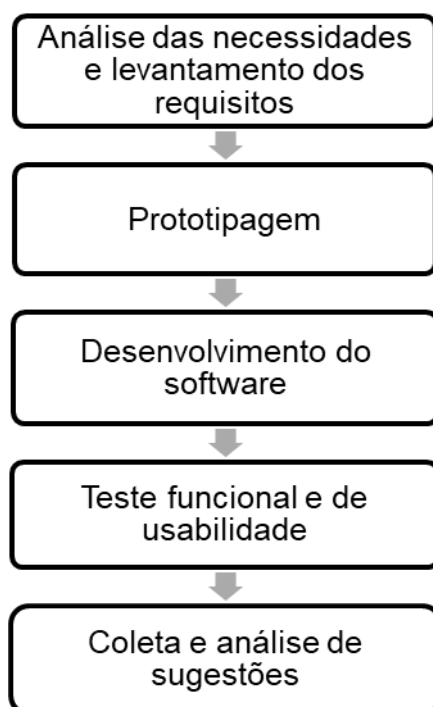 Análise das necessidades
e levantamento dos
requisitos
Prototipagem
Desenvolvimento do
software
Teste funcional e de
usabilidade
Coleta e análise de
sugestões